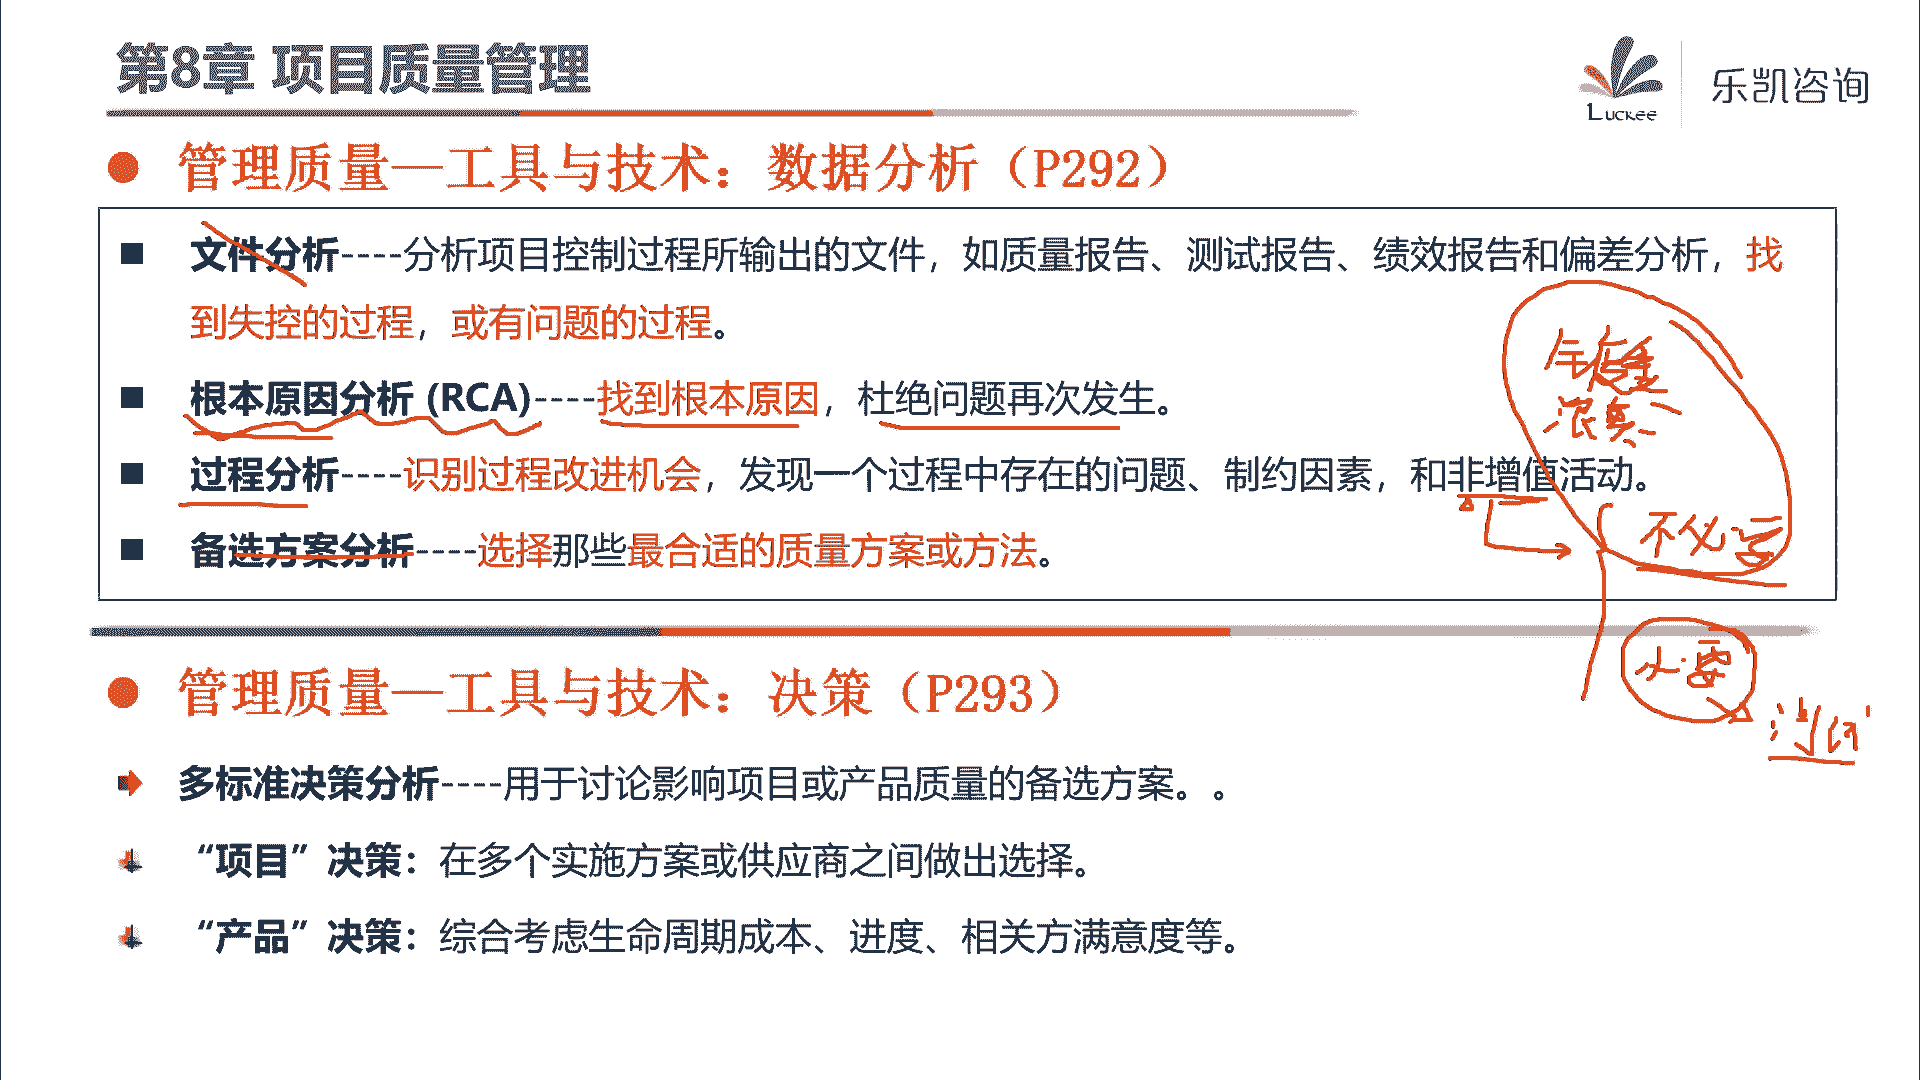 第8章 项目质量管理
Luckee
乐凯咨询
管理质量—工具与技术：数据分析（P292）
文件分析----分析项目控制过程所输出的文件，如质量报告、测试报告、绩效报告和偏差分析，找
到失控的过程，或有问题的过程。
根本原因分析 (RCA)----找到根本原因，杜绝问题再次发生。
过程分析----识别过程改进机会，发现一个过程中存在的问题、制约因素，和非增值活动。
备选方案分析----选择那些最合适的质量方案或方法。
不必要
必要
管理质量—工具与技术：决策（P293）
多标准决策分析----用于讨论影响项目或产品质量的备选方案。。
“项目”决策：在多个实施方案或供应商之间做出选择。
“产品”决策：综合考虑生命周期成本、进度、相关方满意度等。